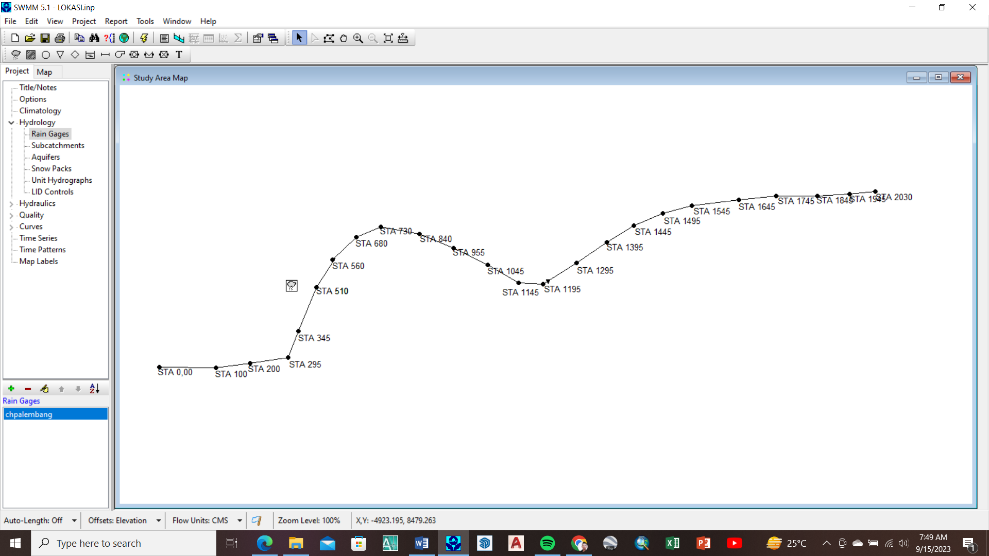 SWMM 5.1 - LOKASI.inp
File Edit View Project Report Tools Window Help
T
Project Map
Study Area Map
Title/Notes
Options
Climatology
Hydrology
Rain Gages
Subcatchments
Aquifers
Snow Packs
Unit Hydrographs
LID Controls
Hydraulics
Quality
Curves
Time Series
Time Patterns
Map Labels
Rain Gages
chpalembang
STA 0,00
STA 100
STA 200
STA 295
STA 345
STA 510
STA 560
STA 680
STA 730
STA 840
STA 955
STA 1045
STA 1145
STA 1195
STA 1295
STA 1395
STA 1445
STA 1495
STA 1545
STA 1645
STA 1745
STA 1845
STA 1945
STA 2030
Auto-Length: Off Offsets: Elevation Flow Units: CMS Zoom Level: 100% X,Y: -4923.195, 8479.263
Type here to search
25°C
7:49 AM
9/15/2023